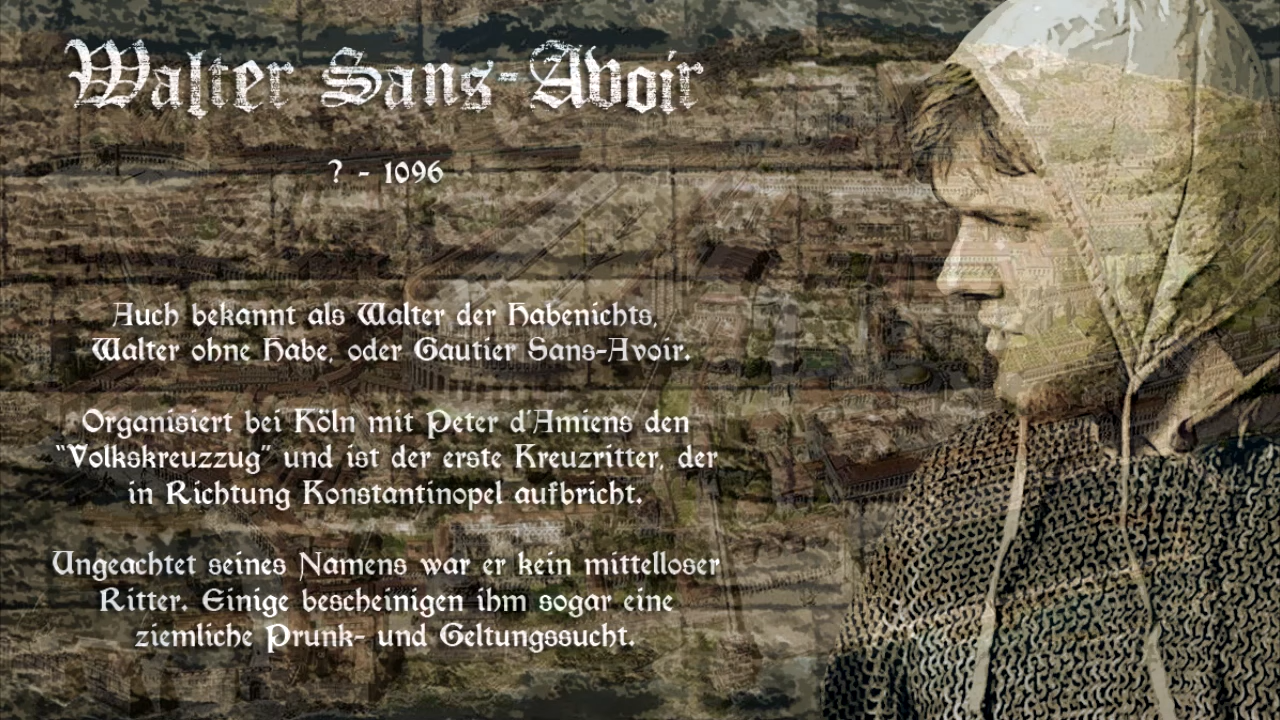 Walter Sans-Avoir
? - 1096
Auch bekannt als Walter der Habenichts,
Walter ohne Habe, oder Gautier Sans-Avoir.
Organisiert bei Köln mit Peter d'Amiens den
"Volkskreuzzug" und ist der erste Kreuzritter, der
in Richtung Konstantinopel aufbricht.
Ungeachtet seines Namens war er kein mittelloser
Ritter. Einige bescheinigen ihm sogar eine
ziemliche Prunk- und Geltungssucht.